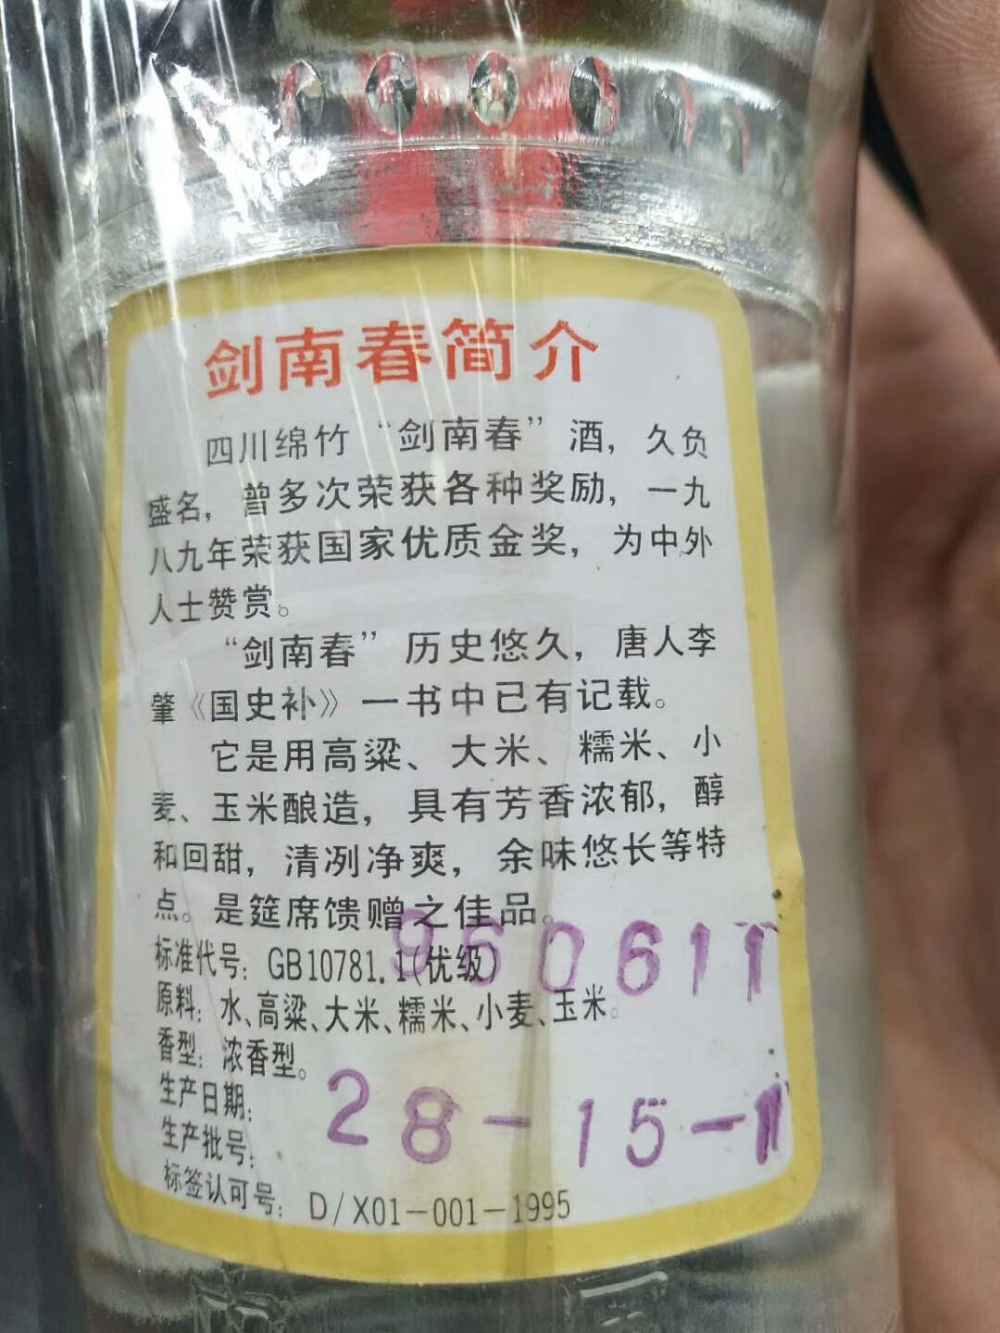 剑南春简介
四川绵竹“剑南春”酒，久负
盛名，曾多次荣获各种奖励，一九
八九年荣获国家优质金奖，为中外
人士赞赏。
“剑南春”历史悠久，唐人李
肇《国史补》一书中已有记载。
它是用高粱、大米、糯米、小
麦、玉米酿造，具有芳香浓郁，醇
和回甜，清冽净爽，余味悠长等特
点。是筵席馈赠之佳品。
标准代号：GB10781.1(优级)
960611
原料：水、高粱、大米、糯米、小麦、玉米。
香型：浓香型。
生产日期：
28-15-1
生产批号：
标签认可号：D/X01-001-1995